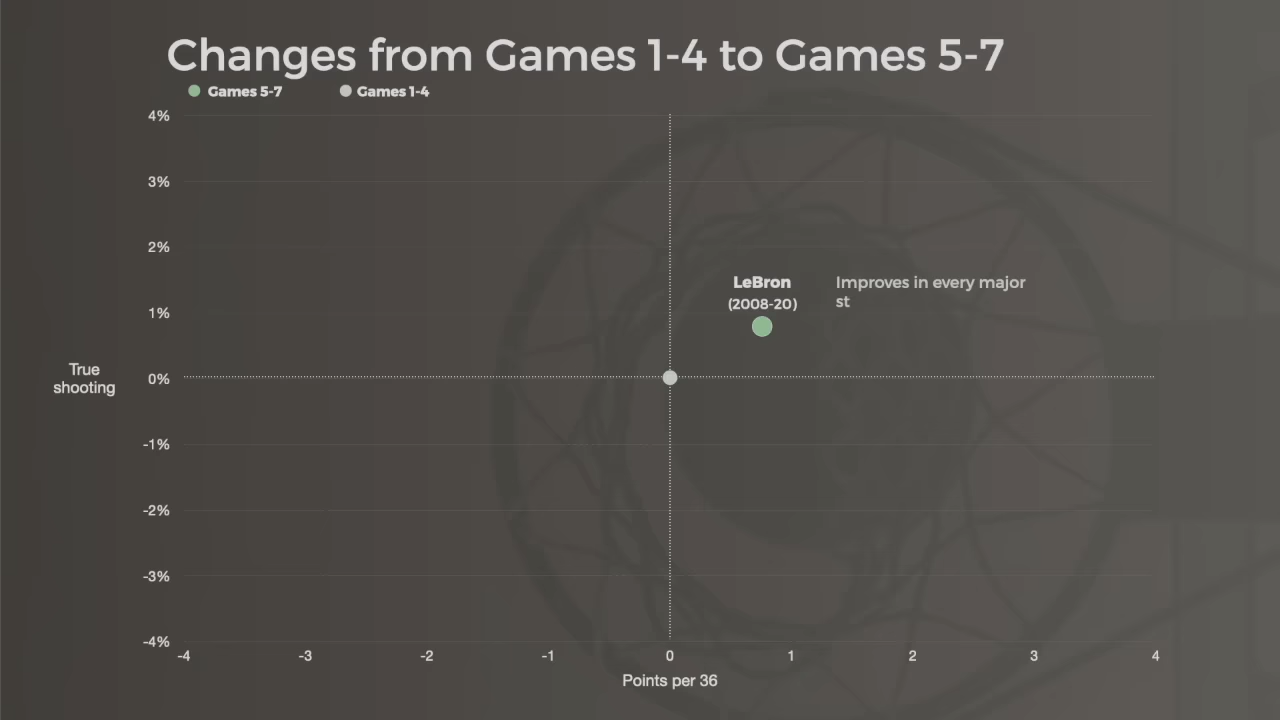 Changes from Games 1-4 to Games 5-7
Games 5-7
Games 1-4
4%
3%
2%
LeBron
Improves in every major
(2008-20)
st
1%
True
shooting
0%
-1%
-2%
-3%
-4%
-4
-3
-2
-1
0
1
2
3
4
Points per 36